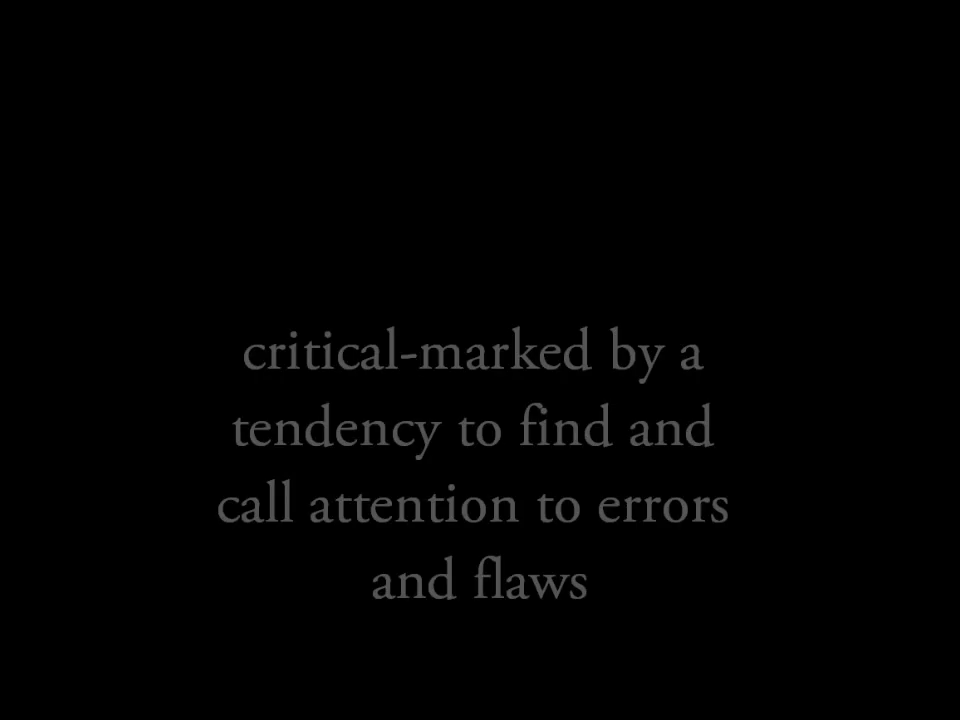 critical-marked by a
tendency to find and
call attention to errors
and flaws